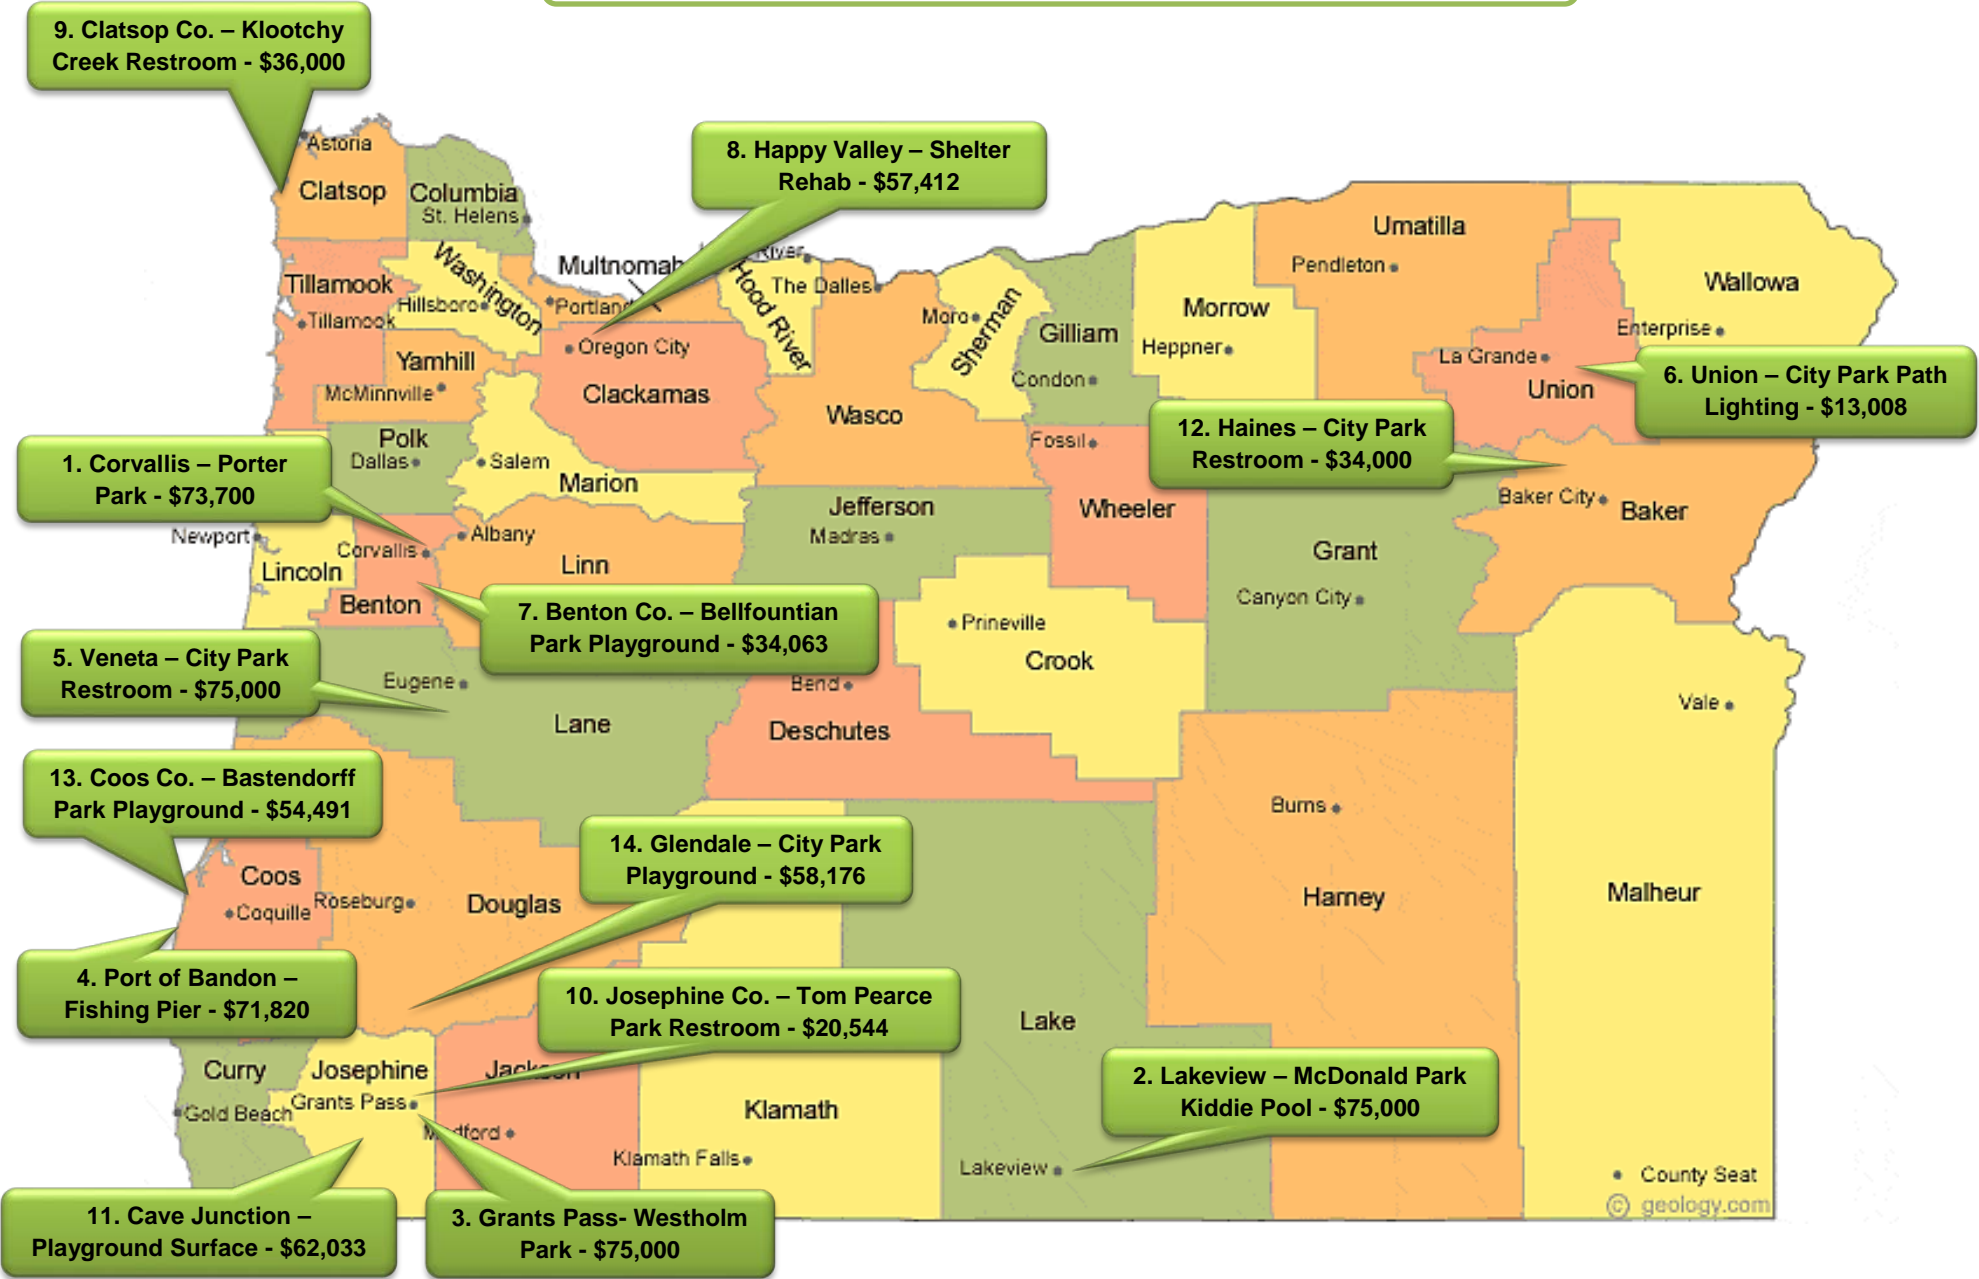 9. Clatsop Co. – Klootchy
Creek Restroom - $36,000
8. Happy Valley – Shelter
Rehab - $57,412
Astoria
Clatsop
Columbia
St. Helens
Umatilla
Pendleton
Wallowa
Enterprise
Tillamook
Tillamook
Washington
Hillsboro
Multnomah
Portland
River
Hood River
The Dalles
Moro
Sherman
Gilliam
Condon
Morrow
Heppner
La Grande
Union
6. Union – City Park Path
Lighting - $13,008
Oregon City
Clackamas
Yamhill
McMinnville
Wasco
Polk
Dallas
Salem
Marion
Fossil
Wheeler
12. Haines – City Park
Restroom - $34,000
Baker City
Baker
1. Corvallis – Porter
Park - $73,700
Newport
Lincoln
Corvallis
Benton
Albany
Linn
Jefferson
Madras
Grant
Canyon City
7. Benton Co. – Bellfountian
Park Playground - $34,063
Prineville
Crook
5. Veneta – City Park
Restroom - $75,000
Eugene
Lane
Bend
Deschutes
Vale
13. Coos Co. – Bastendorff
Park Playground - $54,491
Burns
Harney
Malheur
14. Glendale – City Park
Playground - $58,176
Coos
Coquille
Roseburg
Douglas
4. Port of Bandon –
Fishing Pier - $71,820
10. Josephine Co. – Tom Pearce
Park Restroom - $20,544
Lake
Curry
Gold Beach
Josephine
Grants Pass
Jackson
Medford
Klamath
Klamath Falls
2. Lakeview – McDonald Park
Kiddie Pool - $75,000
Lakeview
11. Cave Junction –
Playground Surface - $62,033
3. Grants Pass- Westholm
Park - $75,000
County Seat
© geology.com